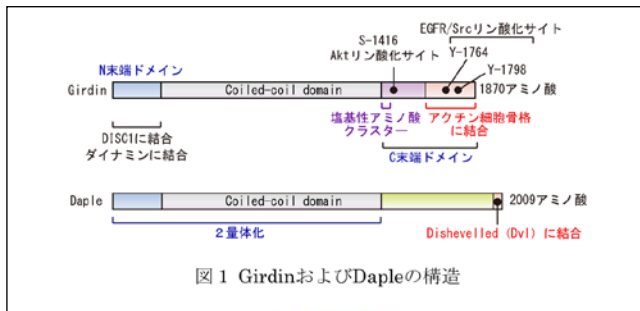 EGFR/Srcリン酸化サイト
S-1416
Aktリン酸化サイト
Y-1764
Y-1798
N末端ドメイン
Girdin
Coiled-coil domain
1870アミノ酸
塩基性アミノ酸
クラスター
アクチン細胞骨格
に結合
DISC1に結合
ダイナミンに結合
C末端ドメイン
Daple
Coiled-coil domain
2009アミノ酸
2量体化
Dishevelled (Dvl) に結合
図1 GirdinおよびDapleの構造